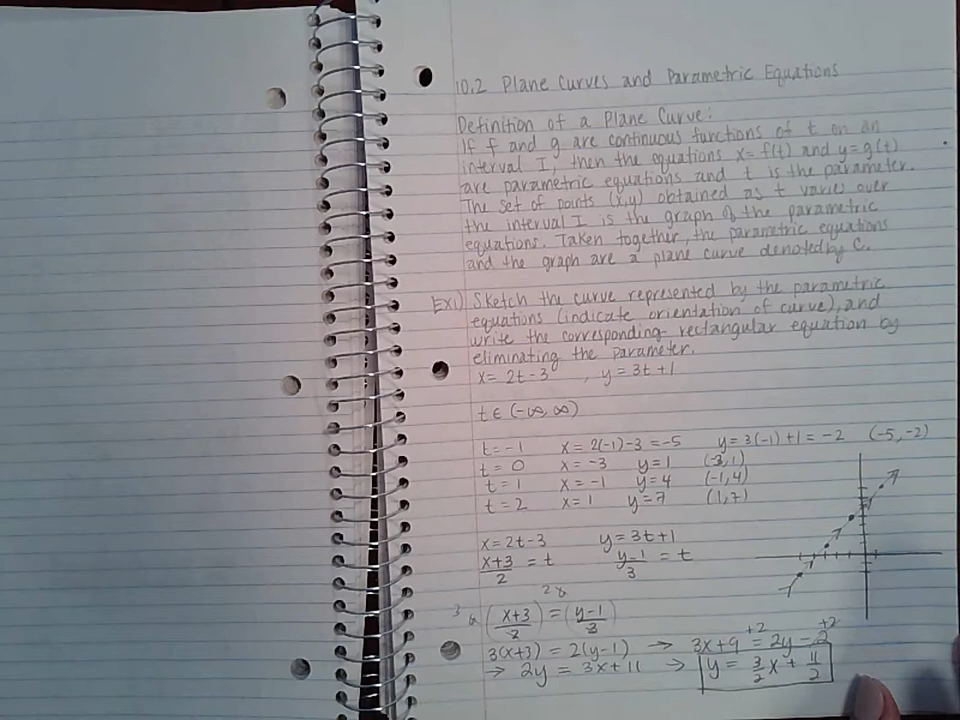 10.2 Plane Curves and Parametric Equations
Definition of a Plane Curve:
If f and g are continuous functions of t on an
interval I, then the equations x=f(t) and y=g(t)
are parametric equations and t is the parameter.
The set of points (x,y) obtained as t varies over
the interval I is the graph of the parametric
equations. Taken together, the parametric equations
and the graph are a plane curve denoted by C.
EX1) Sketch the curve represented by the parametric
equations (indicate orientation of curve), and
write the corresponding rectangular equation by
eliminating the parameter.
x= 2t-3 , y= 3t+1
t∈(-∞,∞)
t=-1 x= 2(-1)-3 =-5 y= 3(-1)+1=-2 (-5,-2)
t= 0 x= -3 y=1 (-3,1)
t= 1 x= -1 y=4 (-1,4)
t= 2 x= 1 y=7 (1,7)
x=2t-3 y=3t+1
(x+3)/2 = t (y-1)/3 = t
((x+3)/2) = ((y-1)/3)
3(x+3) = 2(y-1) → 3x+9 +2 = 2y-2 +2
→ 2y = 3x+11 → y= 3/2 x + 11/2